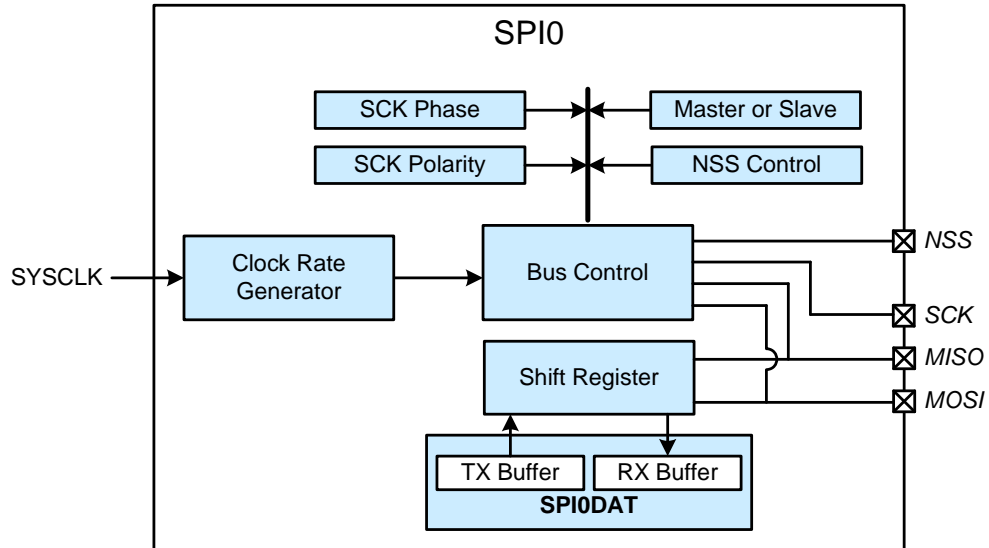 SPI0
SCK Phase
Master or Slave
SCK Polarity
NSS Control
NSS
SYSCLK
Clock Rate
Generator
Bus Control
SCK
MISO
Shift Register
MOSI
TX Buffer
RX Buffer
SPI0DAT